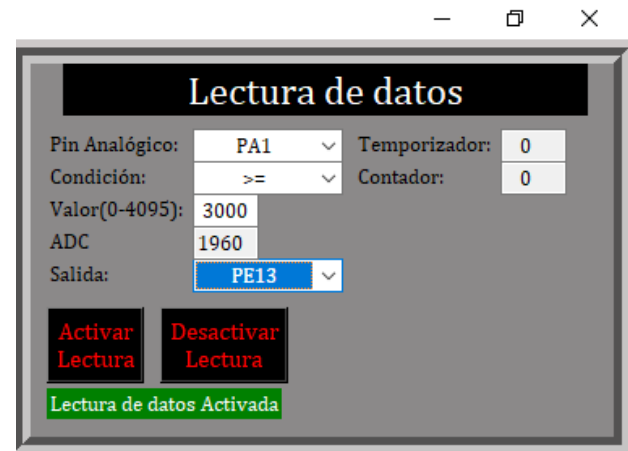 Lectura de datos
Pin Analógico: PA1 Temporizador: 0
Condición: >= Contador: 0
Valor(0-4095): 3000
ADC 1960
Salida: PE13
Activar Desactivar
Lectura Lectura
Lectura de datos Activada